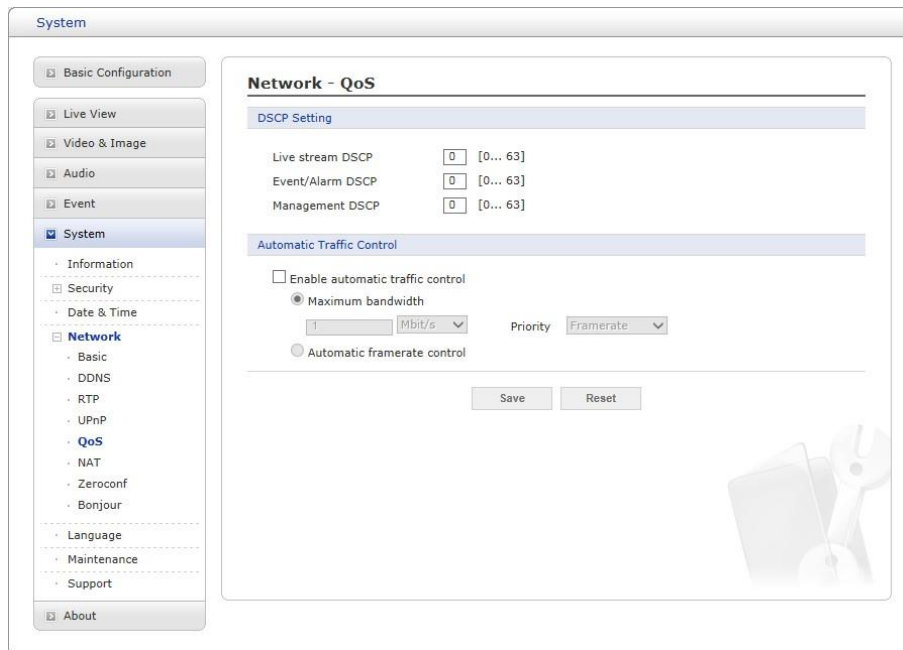 System
Basic Configuration
Live View
Video & Image
Audio
Event
System
Information
Security
Date & Time
Network
Basic
DDNS
RTP
UPnP
QoS
NAT
Zeroconf
Bonjour
Language
Maintenance
Support
About
Network - QoS
DSCP Setting
Live stream DSCP 0 [0... 63]
Event/Alarm DSCP 0 [0... 63]
Management DSCP 0 [0... 63]
Automatic Traffic Control
Enable automatic traffic control
Maximum bandwidth
1 Mbit/s Priority Framerate
Automatic framerate control
Save Reset